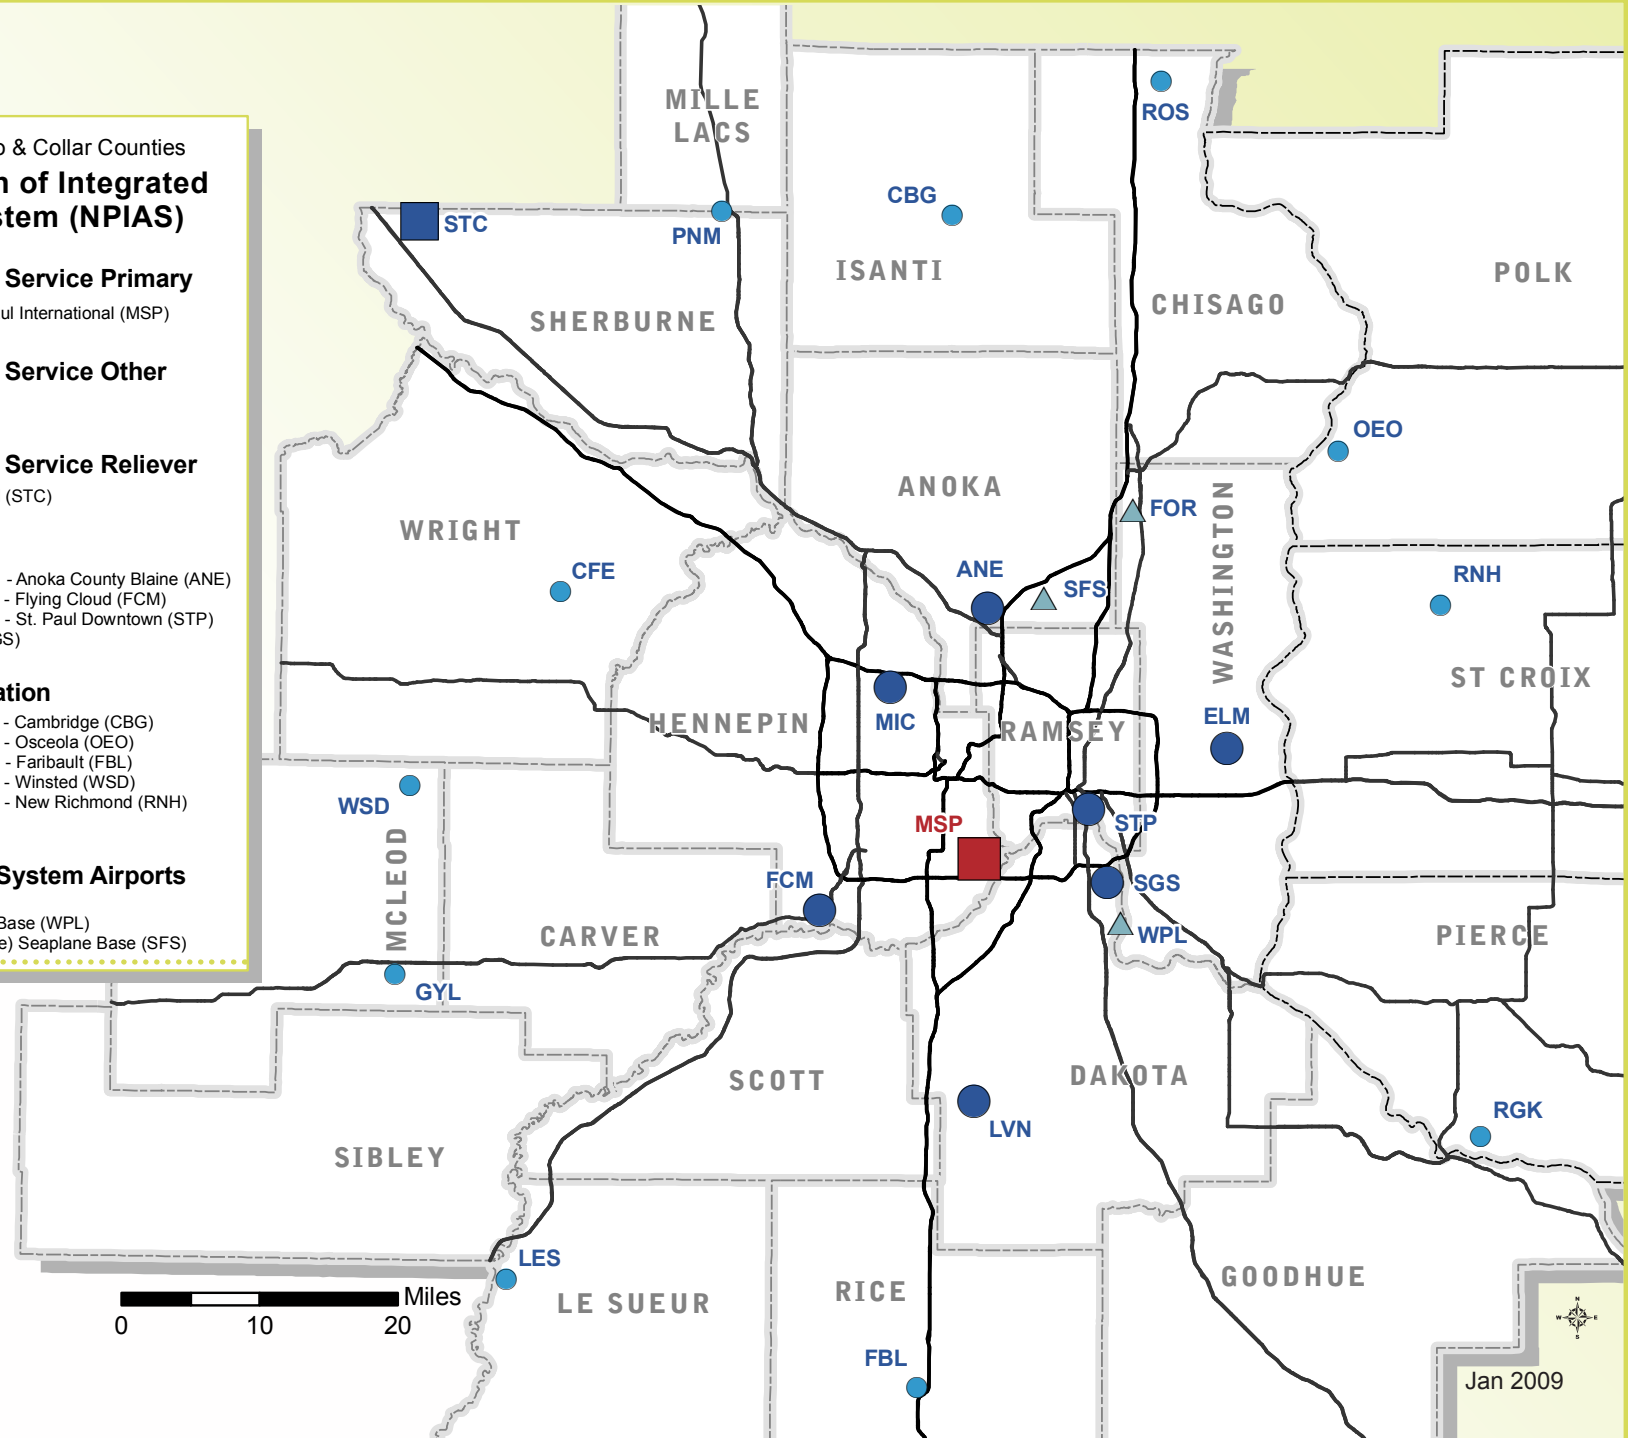 & Collar Counties
of Integrated
(NPIAS)
Service Primary
International (MSP)
Service Other
Service Reliever
(STC)
- Anoka County Blaine (ANE)
- Flying Cloud (FCM)
- St. Paul Downtown (STP)
- Cambridge (CBG)
- Osceola (OEO)
- Faribault (FBL)
- Winsted (WSD)
- New Richmond (RNH)
System Airports
Base (WPL)
Seaplane Base (SFS)
MILLE
LACS
ROS
CBG
STC
PNM
ISANTI
POLK
CHISAGO
SHERBURNE
OEO
ANOKA
WASHINGTON
FOR
WRIGHT
CFE
ANE
SFS
RNH
ST CROIX
HENNEPIN
MIC
RAMSEY
ELM
WSD
MCLEOD
MSP
STP
FCM
SGS
CARVER
WPL
PIERCE
GYL
SCOTT
DAKOTA
RGK
LVN
SIBLEY
LES
GOODHUE
RICE
LE SUEUR
Miles
0 10 20
FBL
N
W E
S
Jan 2009